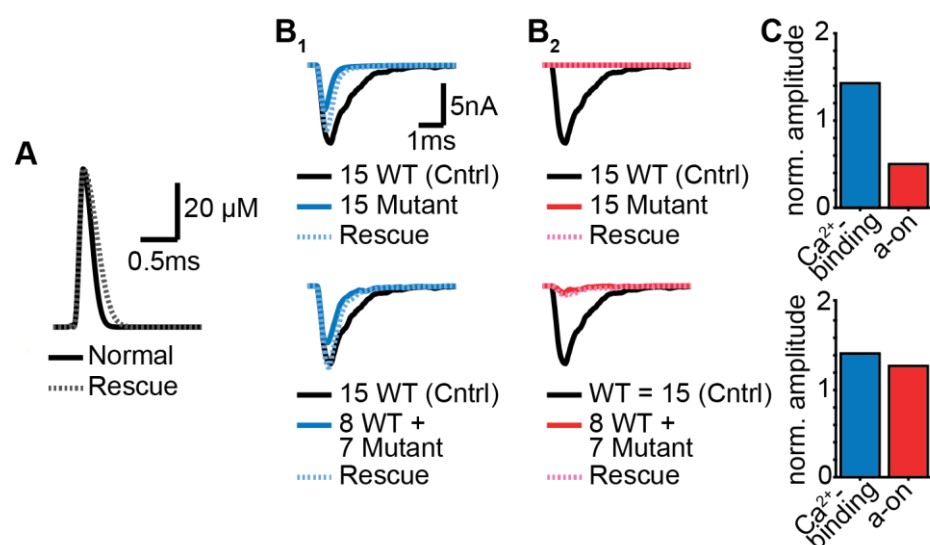 A
20 µM
0.5ms
Normal
Rescue
B1
5nA
1ms
15 WT (Cntrl)
15 Mutant
Rescue
15 WT (Cntrl)
8 WT +
7 Mutant
Rescue
B2
15 WT (Cntrl)
15 Mutant
Rescue
WT = 15 (Cntrl)
8 WT +
7 Mutant
Rescue
C
norm. amplitude
2
1
0
Ca2+-
binding
a-on
norm. amplitude
2
1
0
Ca2+-
binding
a-on